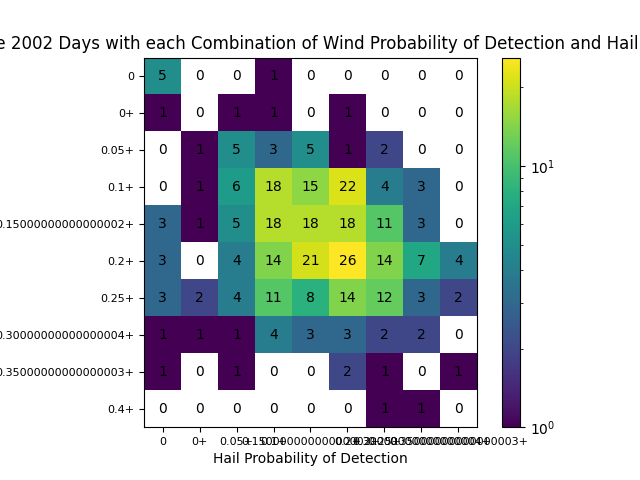 e 2002 Days with each Combination of Wind Probability of Detection and Hail
0 5 0 0 1 0 0 0 0 0
0+ 1 0 1 1 0 1 0 0 0
0.05+ 0 1 5 3 5 1 2 0 0
0.1+ 0 1 6 18 15 22 4 3 0
0.15000000000000002+ 3 1 5 18 18 18 11 3 0
0.2+ 3 0 4 14 21 26 14 7 4
0.25+ 3 2 4 11 8 14 12 3 2
0.30000000000000004+ 1 1 1 4 3 3 2 2 0
0.35000000000000003+ 1 0 1 0 0 2 1 0 1
0.4+ 0 0 0 0 0 0 1 1 0
10¹
10⁰
0 0+ 0.05+
Hail Probability of Detection